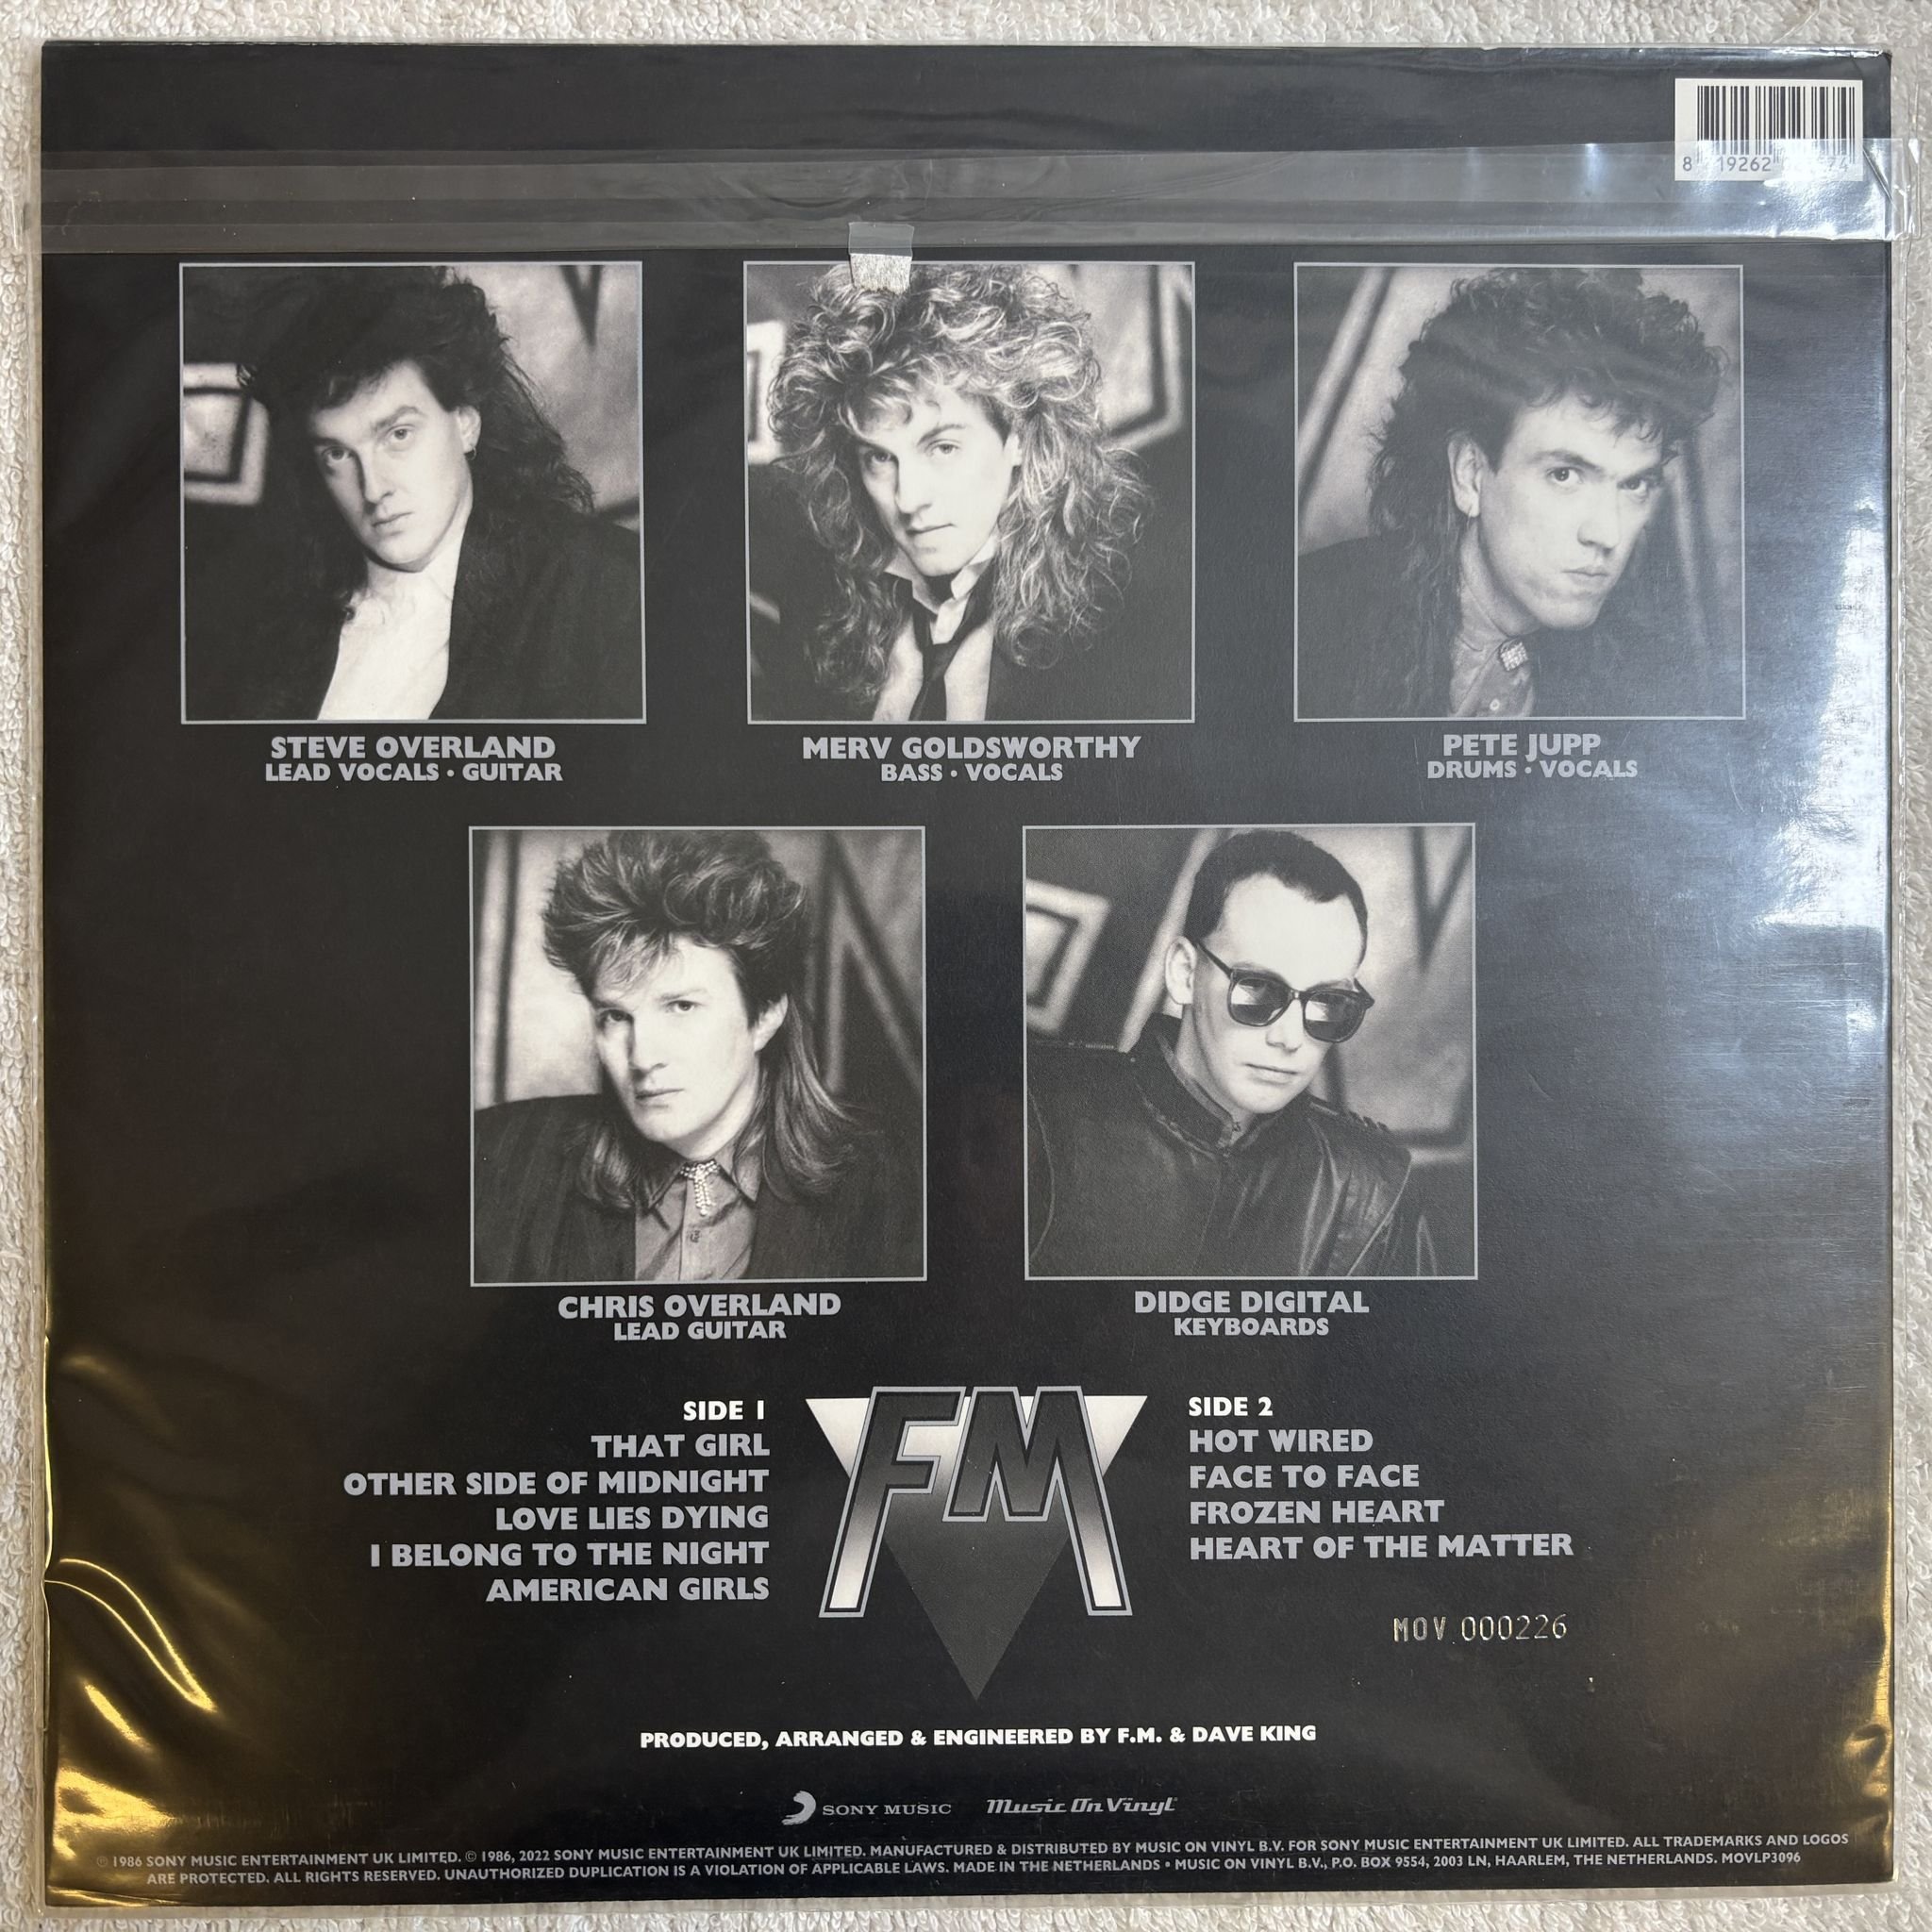 8 19262
STEVE OVERLAND
LEAD VOCALS • GUITAR
MERV GOLDSWORTHY
BASS • VOCALS
PETE JUPP
DRUMS • VOCALS
CHRIS OVERLAND
LEAD GUITAR
DIDGE DIGITAL
KEYBOARDS
SIDE 1
THAT GIRL
OTHER SIDE OF MIDNIGHT
LOVE LIES DYING
I BELONG TO THE NIGHT
AMERICAN GIRLS
FM
SIDE 2
HOT WIRED
FACE TO FACE
FROZEN HEART
HEART OF THE MATTER
MOV 000226
PRODUCED, ARRANGED & ENGINEERED BY F.M. & DAVE KING
SONY MUSIC
Music On Vinyl
℗ 1986 SONY MUSIC ENTERTAINMENT UK LIMITED. © 1986, 2022 SONY MUSIC ENTERTAINMENT UK LIMITED. MANUFACTURED & DISTRIBUTED BY MUSIC ON VINYL B.V. FOR SONY MUSIC ENTERTAINMENT UK LIMITED. ALL TRADEMARKS AND LOGOS
ARE PROTECTED. ALL RIGHTS RESERVED. UNAUTHORIZED DUPLICATION IS A VIOLATION OF APPLICABLE LAWS. MADE IN THE NETHERLANDS • MUSIC ON VINYL B.V., P.O. BOX 9554, 2003 LN, HAARLEM, THE NETHERLANDS. MOVLP3096